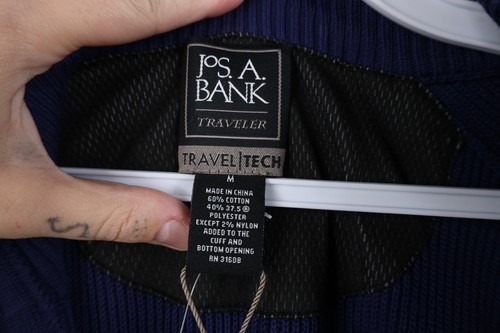 JOS. A.
BANK
TRAVELER
TRAVEL|TECH
M
MADE IN CHINA
60% COTTON
40% 37.5®
POLYESTER
EXCEPT 2% NYLON
ADDED TO THE
CUFF AND
BOTTOM OPENING
RN 31608